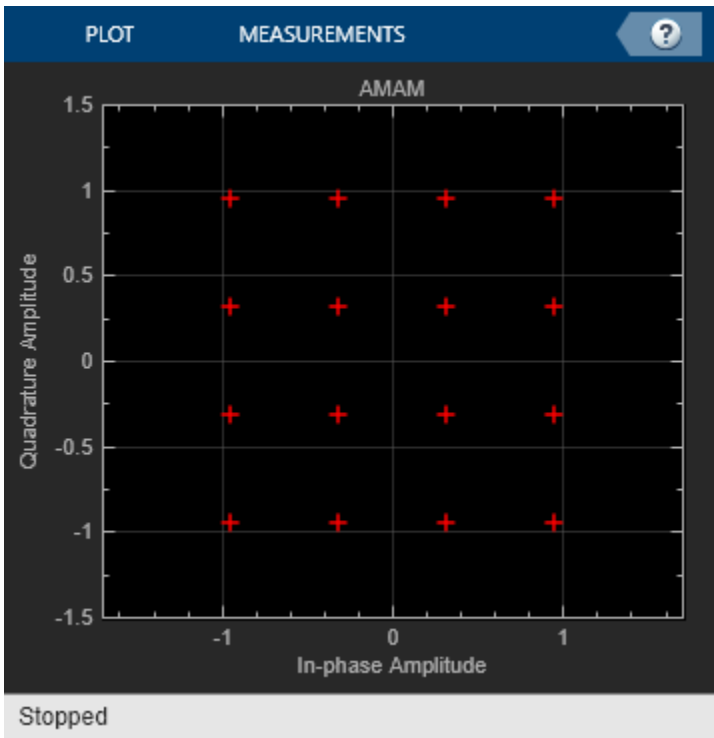 PLOT MEASUREMENTS ?
AMAM
1.5
1
0.5
0
-0.5
-1
-1.5
Quadrature Amplitude
-1 0 1
In-phase Amplitude
Stopped